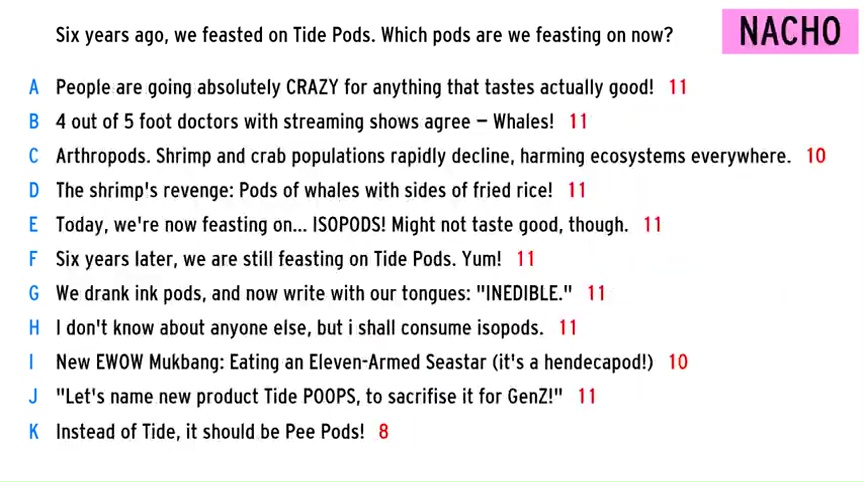 Six years ago, we feasted on Tide Pods. Which pods are we feasting on now?
NACHO
A People are going absolutely CRAZY for anything that tastes actually good! 11
B 4 out of 5 foot doctors with streaming shows agree – Whales! 11
C Arthropods. Shrimp and crab populations rapidly decline, harming ecosystems everywhere. 10
D The shrimp's revenge: Pods of whales with sides of fried rice! 11
E Today, we're now feasting on... ISOPODS! Might not taste good, though. 11
F Six years later, we are still feasting on Tide Pods. Yum! 11
G We drank ink pods, and now write with our tongues: "INEDIBLE." 11
H I don't know about anyone else, but i shall consume isopods. 11
I New EWOW Mukbang: Eating an Eleven-Armed Seastar (it's a hendecapod!) 10
J "Let's name new product Tide POOPS, to sacrifise it for GenZ!" 11
K Instead of Tide, it should be Pee Pods! 8